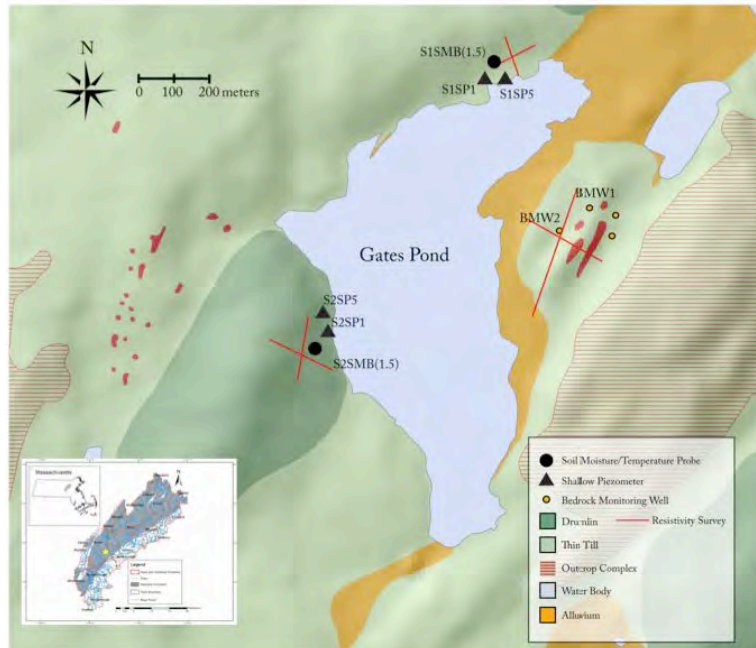 N
0 100 200 meters
S1SMB(1.5)
S1SP1
S1SP5
BMW1
BMW2
Gates Pond
S2SP5
S2SP1
S2SMB(1.5)
Massachusetts
N
Legend
Soil Moisture/Temperature Probe
Shallow Piezometer
Bedrock Monitoring Well
Drumlin
Resistivity Survey
Thin Till
Outcrop Complex
Water Body
Alluvium